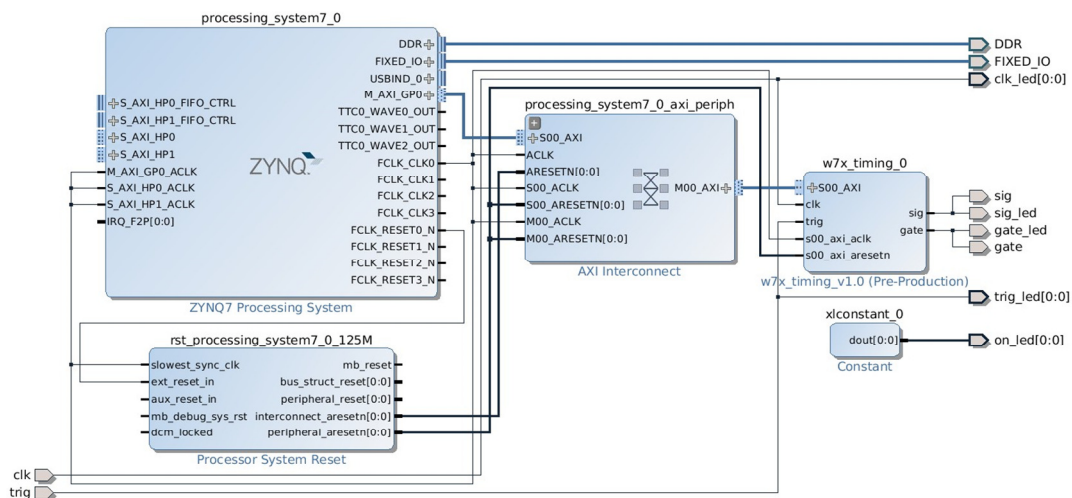 processing_system7_0
DDR
FIXED_IO
USBIND_0
M_AXI_GP0
TTC0_WAVE0_OUT
TTC0_WAVE1_OUT
TTC0_WAVE2_OUT
FCLK_CLK0
FCLK_CLK1
FCLK_CLK2
FCLK_CLK3
FCLK_RESET0_N
FCLK_RESET1_N
FCLK_RESET2_N
FCLK_RESET3_N
S_AXI_HP0_FIFO_CTRL
S_AXI_HP1_FIFO_CTRL
S_AXI_HP0
S_AXI_HP1
M_AXI_GP0_ACLK
S_AXI_HP0_ACLK
S_AXI_HP1_ACLK
IRQ_F2P[0:0]
ZYNQ
ZYNQ7 Processing System
processing_system7_0_axi_periph
S00_AXI
ACLK
ARESETN[0:0]
S00_ACLK
S00_ARESETN[0:0]
M00_ACLK
M00_ARESETN[0:0]
M00_AXI
AXI Interconnect
w7x_timing_0
S00_AXI
clk
trig
s00_axi_aclk
s00_axi_aresetn
sig
gate
w7x_timing_v1.0 (Pre-Production)
DDR
FIXED_IO
clk_led[0:0]
sig
sig_led
gate_led
gate
trig_led[0:0]
on_led[0:0]
xlconstant_0
dout[0:0]
Constant
rst_processing_system7_0_125M
slowest_sync_clk
ext_reset_in
aux_reset_in
mb_debug_sys_rst
dcm_locked
mb_reset
bus_struct_reset[0:0]
peripheral_reset[0:0]
interconnect_aresetn[0:0]
peripheral_aresetn[0:0]
Processor System Reset
clk
trig